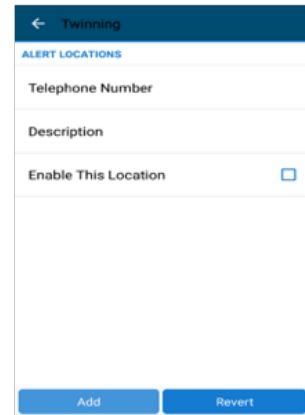 Twinning
ALERT LOCATIONS
Telephone Number
Description
Enable This Location
Add
Revert